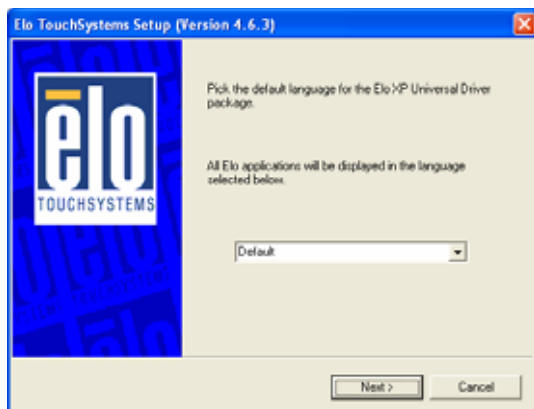 Elo TouchSystems Setup (Version 4.6.3)
ēlo
TOUCHSYSTEMS
Pick the default language for the Elo XP Universal Driver
package.
All Elo applications will be displayed in the language
selected below.
Default
Next >
Cancel